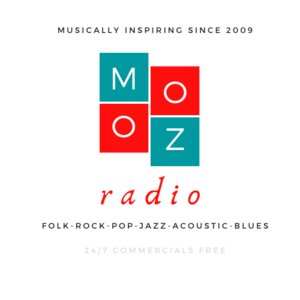 MUSICALLY INSPIRING SINCE 2009
M O
O Z
radio
FOLK-ROCK-POP-JAZZ-ACOUSTIC-BLUES
24/7 COMMERCIALS FREE